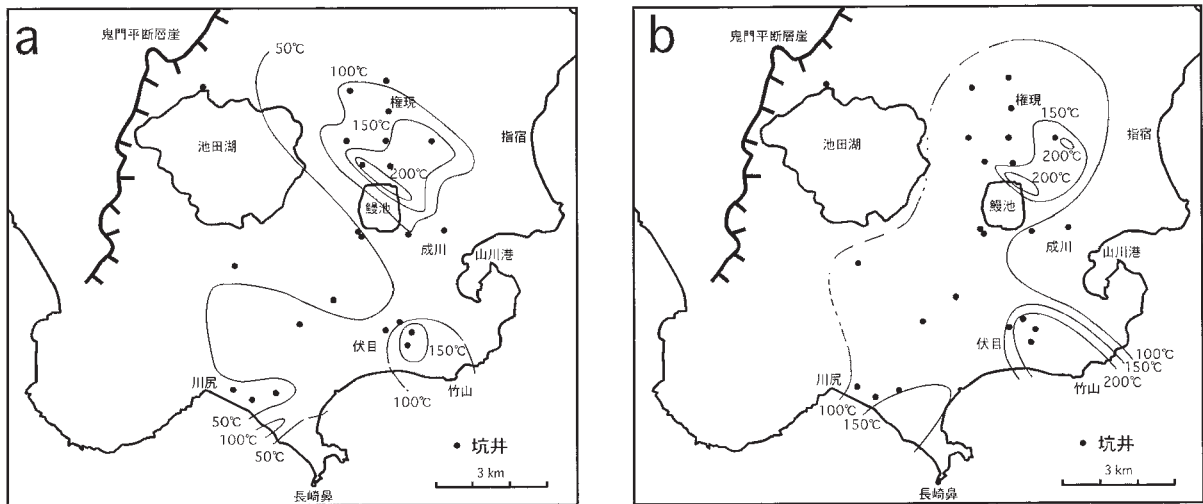 a
鬼門平断層崖
50℃
100℃
権現
150℃
池田湖
指宿
200℃
鰻池
成川
山川港
伏目
150℃
川尻
竹山
100℃
50℃
100℃
50℃
坑井
3 km
長崎鼻
b
鬼門平断層崖
権現
150℃
池田湖
指宿
200℃
200℃
鰻池
成川
山川港
伏目
100℃
150℃
川尻
200℃
竹山
100℃
150℃
坑井
3 km
長崎鼻